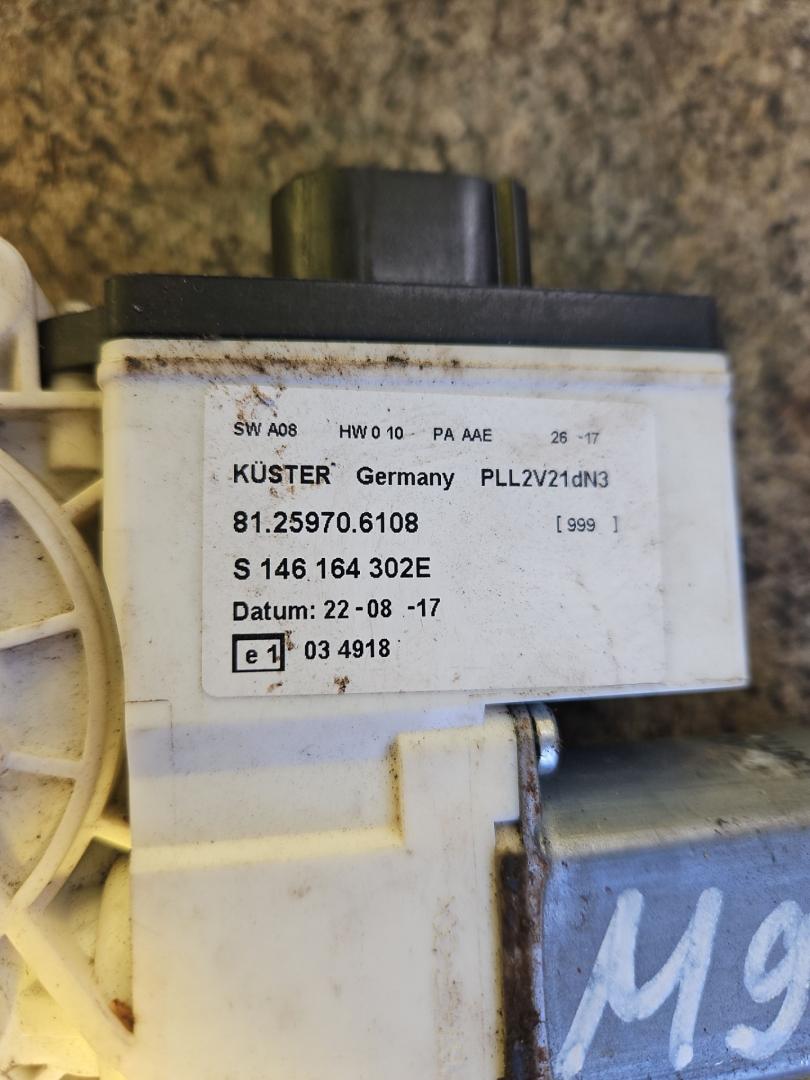 SW A08 HW 0 10 PA AAE 26 -17
KÜSTER Germany PLL2V21dN3
81.25970.6108 [ 999 ]
S 146 164 302E
Datum: 22-08 -17
e1 03 4918
M9